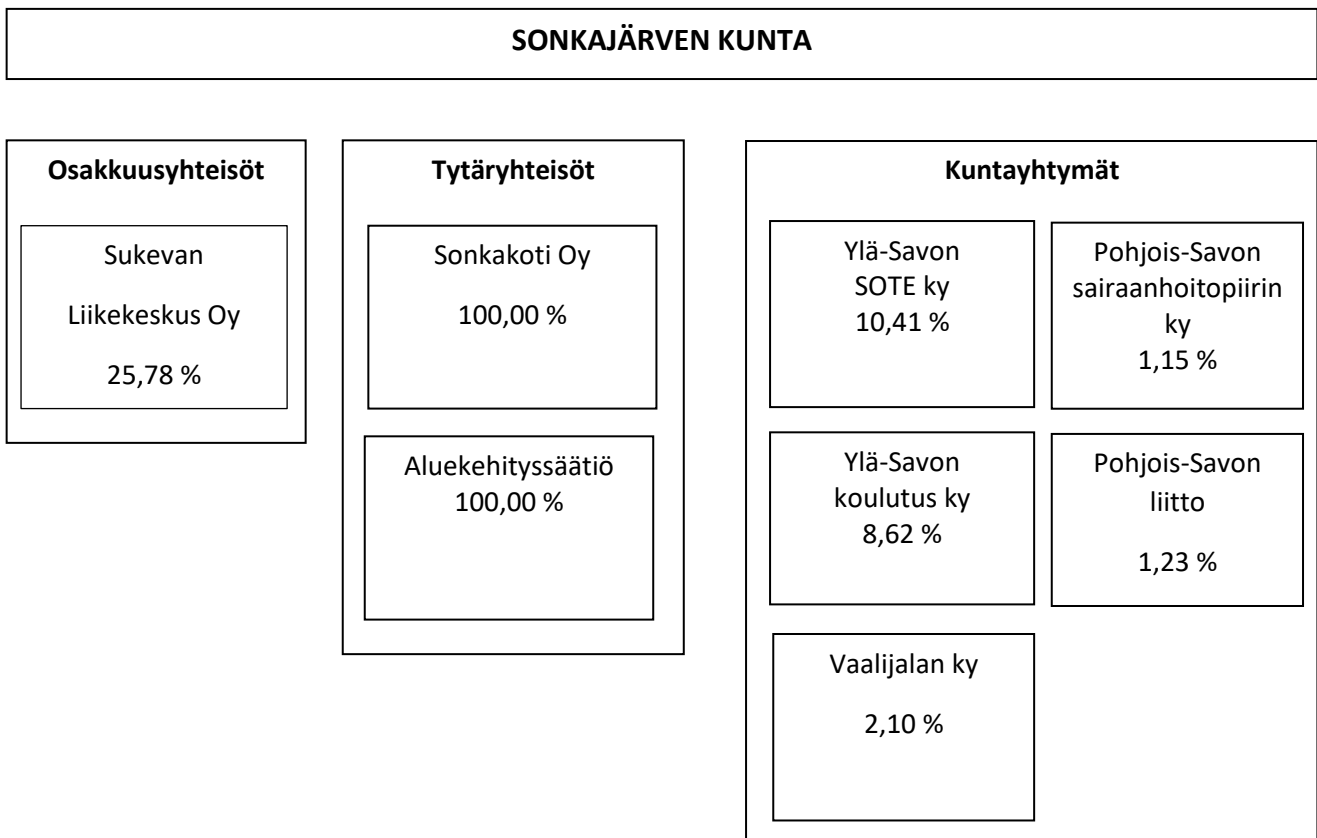 SONKAJÄRVEN KUNTA
Osakkuusyhteisöt
Sukevan
Liikekeskus Oy
25,78 %
Tytäryhteisöt
Sonkakoti Oy
100,00 %
Aluekehityssäätiö
100,00 %
Kuntayhtymät
Ylä-Savon
SOTE ky
10,41 %
Pohjois-Savon
sairaanhoitopiirin
ky
1,15 %
Ylä-Savon
koulutus ky
8,62 %
Pohjois-Savon
liitto
1,23 %
Vaalijalan ky
2,10 %